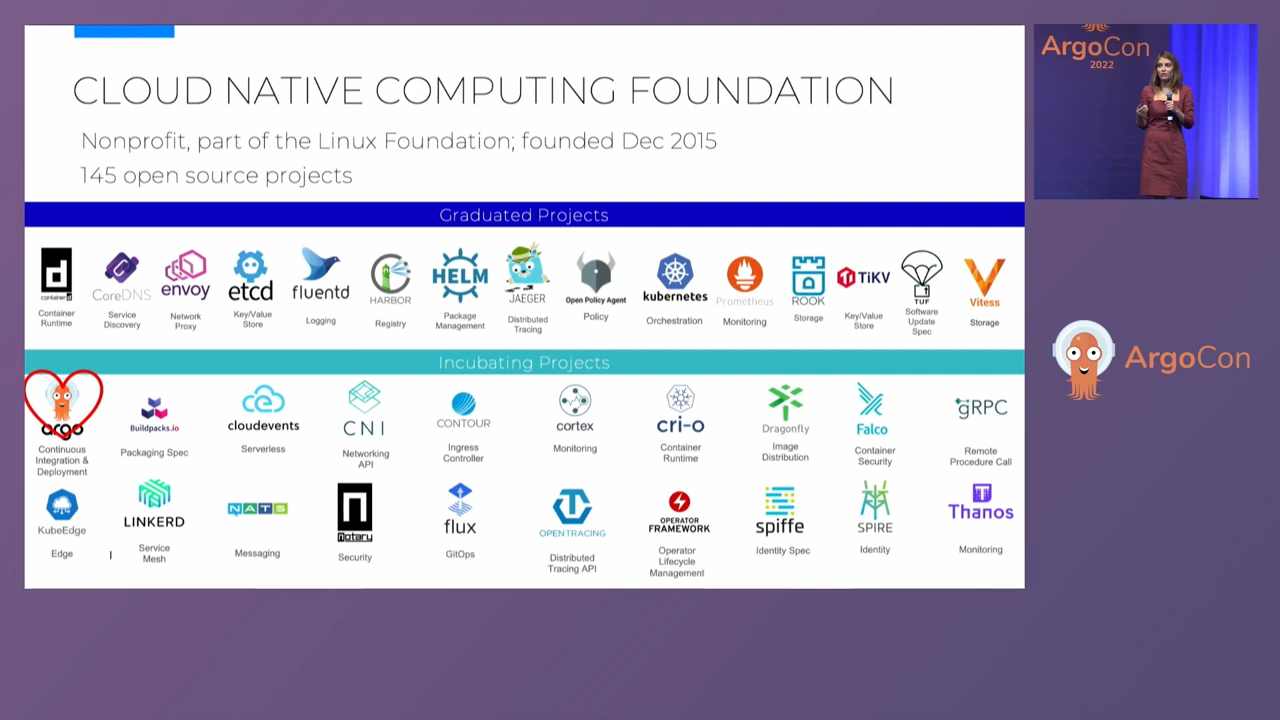 CLOUD NATIVE COMPUTING FOUNDATION
Nonprofit, part of the Linux Foundation; founded Dec 2015
145 open source projects
Graduated Projects
d
containerd
Container
Runtime
CoreDNS
Service
Discovery
envoy
Network
Proxy
etcd
Key/Value
Store
fluentd
Logging
HARBOR
Registry
HELM
Package
Management
JAEGER
Distributed
Tracing
Open Policy Agent
Policy
kubernetes
Orchestration
Prometheus
Monitoring
ROOK
Storage
TiKV
Key/Value
Store
TUF
Software
Update
Spec
Vitess
Storage
Incubating Projects
argo
Continuous
Integration &
Deployment
Buildpacks.io
Packaging Spec
cloudevents
Serverless
CNI
Networking
API
CONTOUR
Ingress
Controller
cortex
Monitoring
cri-o
Container
Runtime
Dragonfly
Image
Distribution
Falco
Container
Security
gRPC
Remote
Procedure Call
KubeEdge
Edge
LINKERD
Service
Mesh
NATS
Messaging
n
notary
Security
flux
GitOps
OPENTRACING
Distributed
Tracing API
OPERATOR
FRAMEWORK
Operator
Lifecycle
Management
spiffe
Identity Spec
SPIRE
Identity
Thanos
Monitoring
ArgoCon
2022
ArgoCon